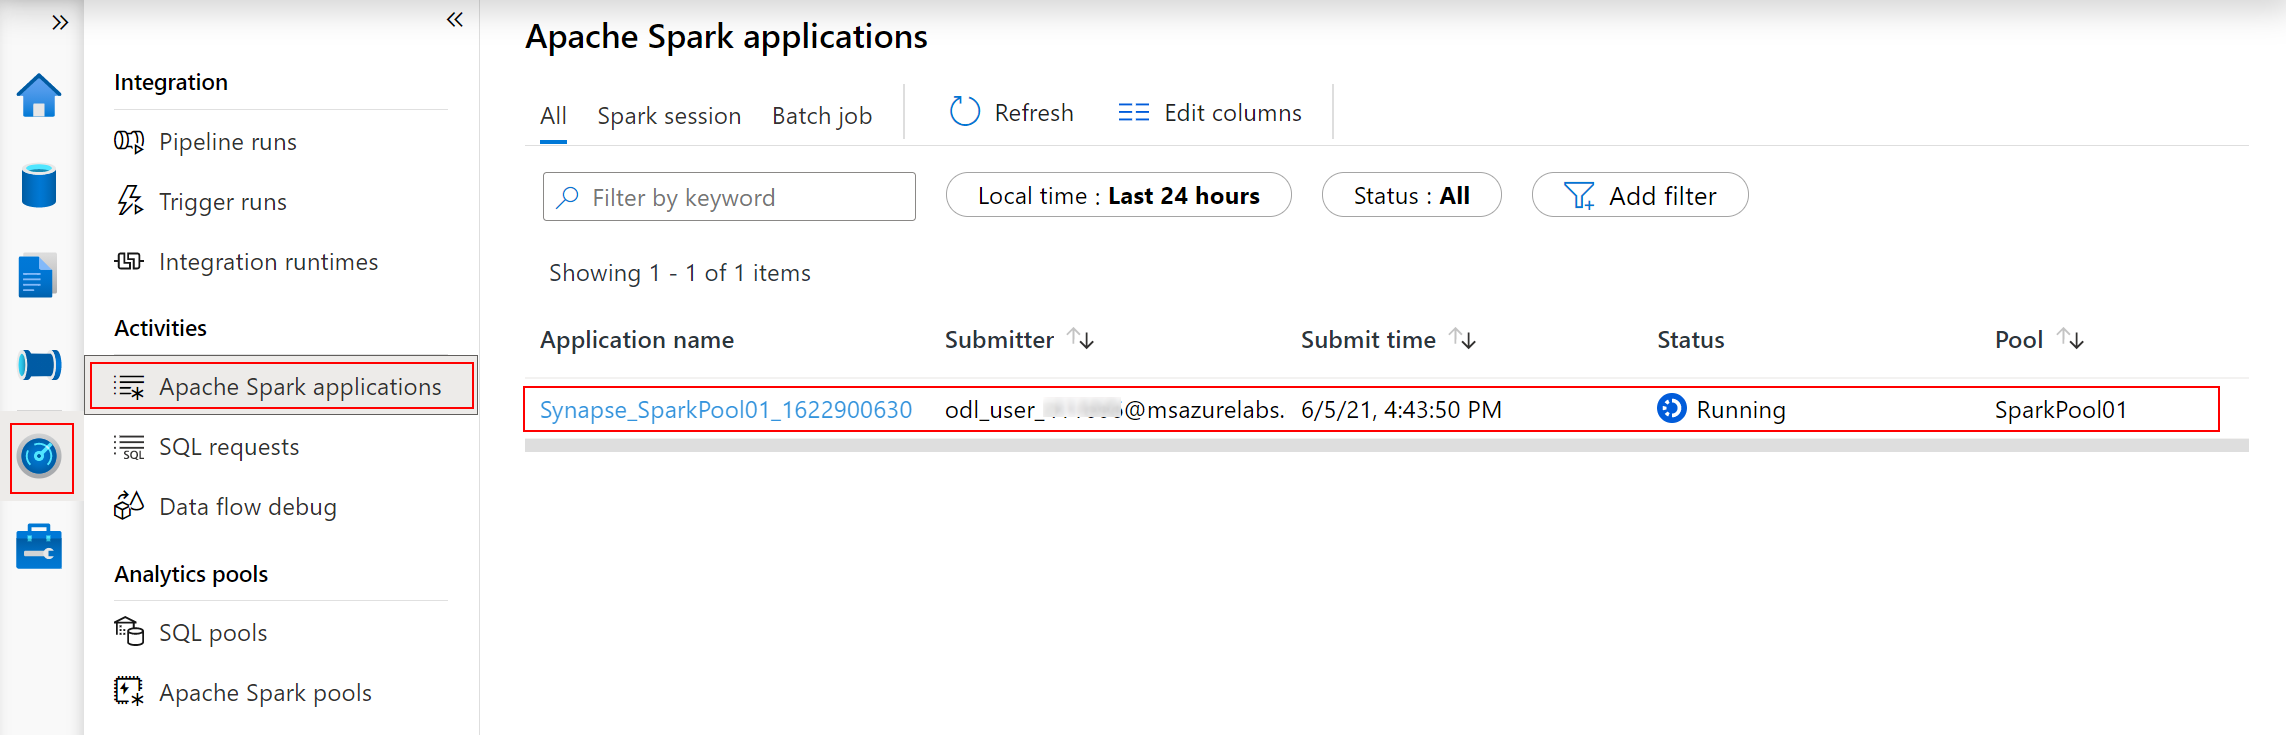 Integration
Pipeline runs
Trigger runs
Integration runtimes
Activities
Apache Spark applications
SQL requests
Data flow debug
Analytics pools
SQL pools
Apache Spark pools
Apache Spark applications
All Spark session Batch job Refresh Edit columns
Filter by keyword Local time : Last 24 hours Status : All Add filter
Showing 1 - 1 of 1 items
Application name Submitter Submit time Status Pool
Synapse_SparkPool01_1622900630 odl_user_ @msazurelabs. 6/5/21, 4:43:50 PM Running SparkPool01